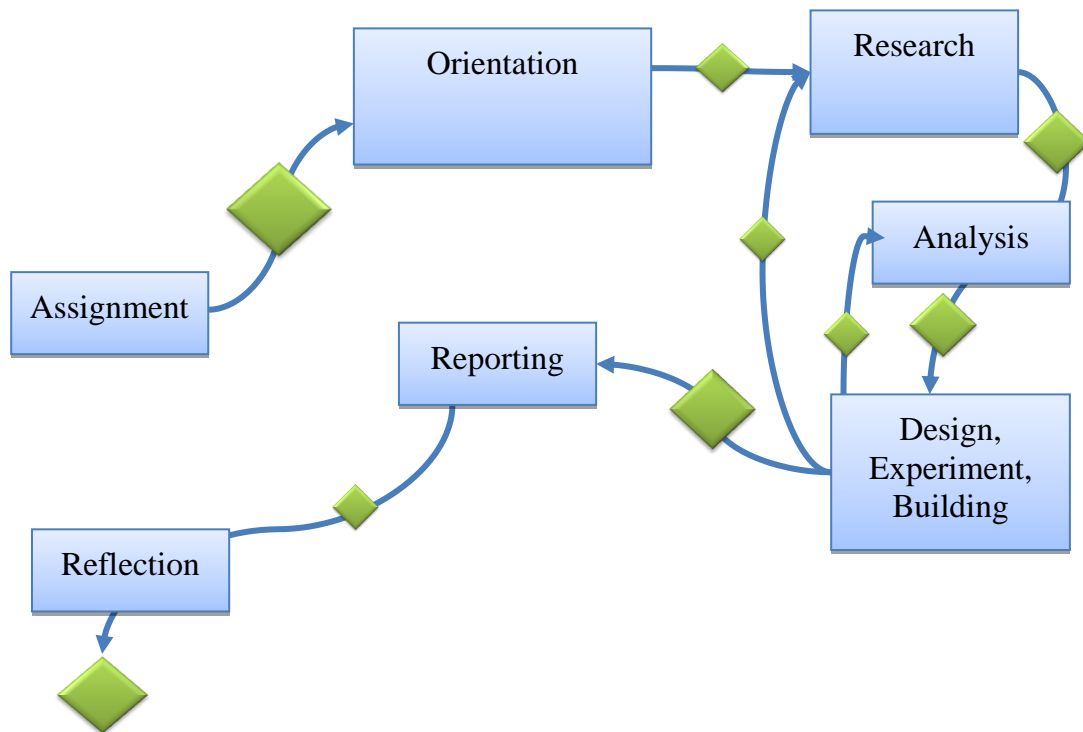 Orientation
Research
Analysis
Assignment
Reporting
Design,
Experiment,
Building
Reflection